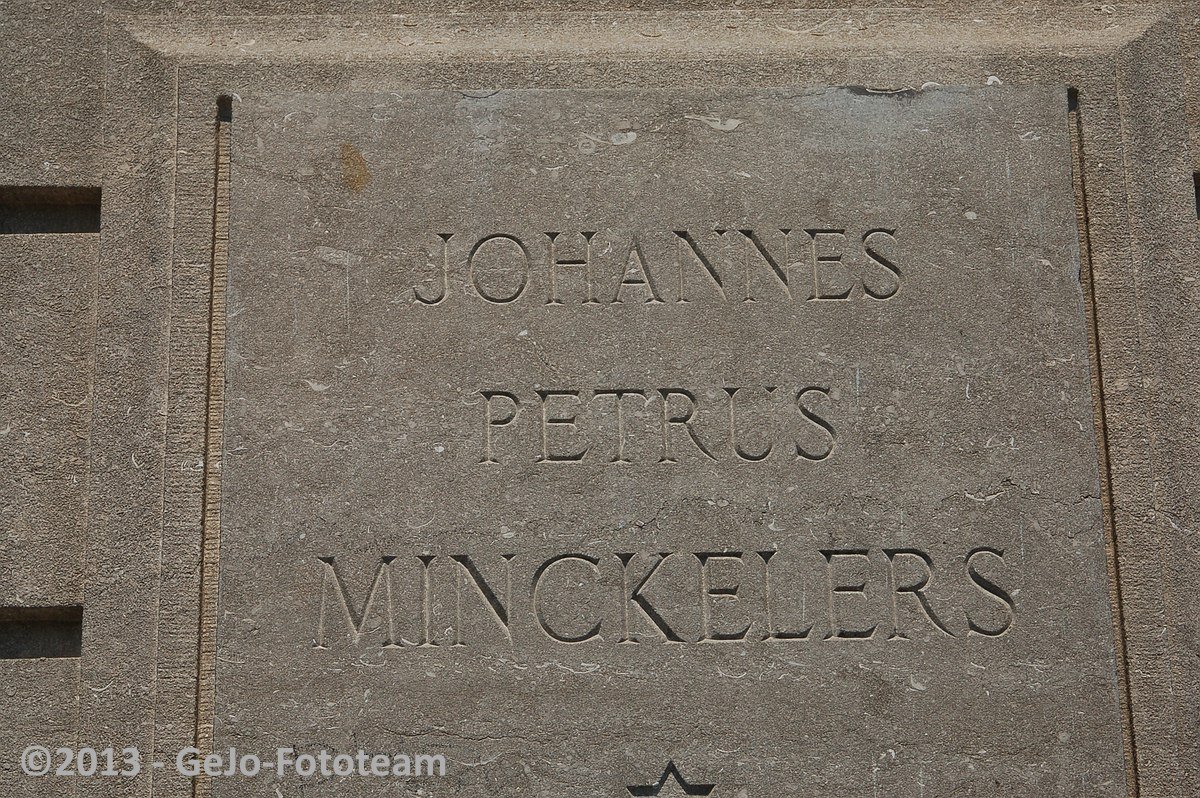 JOHANNES
PETRUS
MINCKELERS
©2013 - GeJo-Fototeam